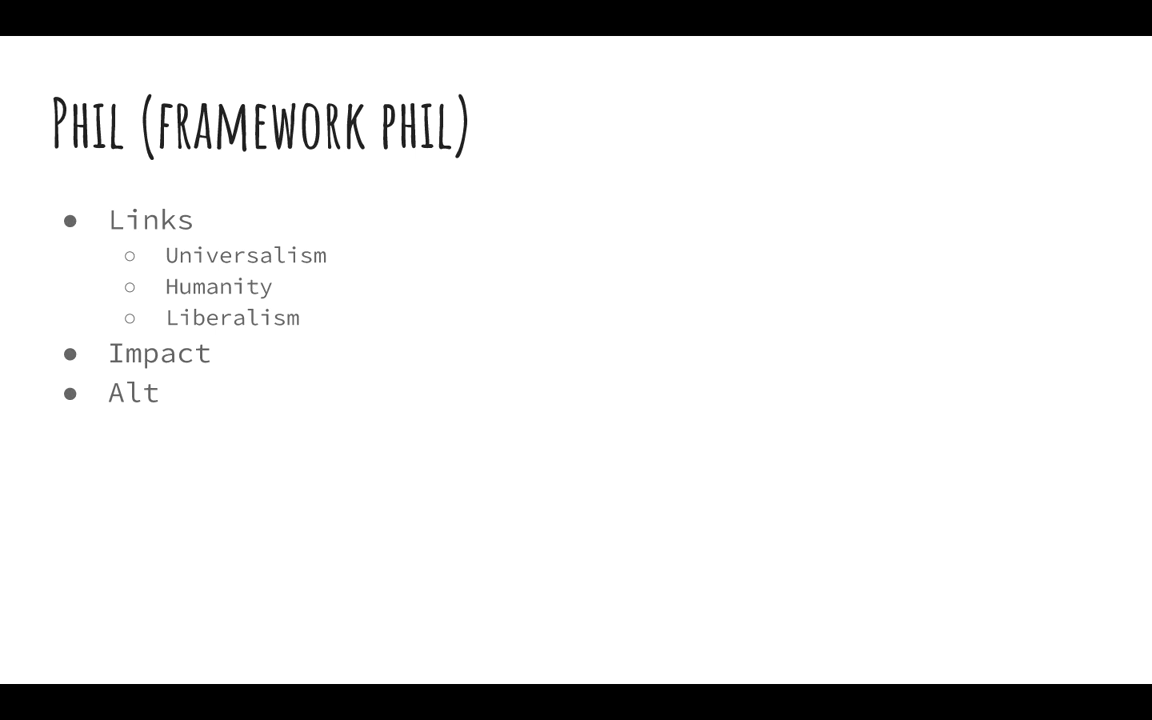 Phil (framework phil)
● Links
○ Universalism
○ Humanity
○ Liberalism
● Impact
● Alt